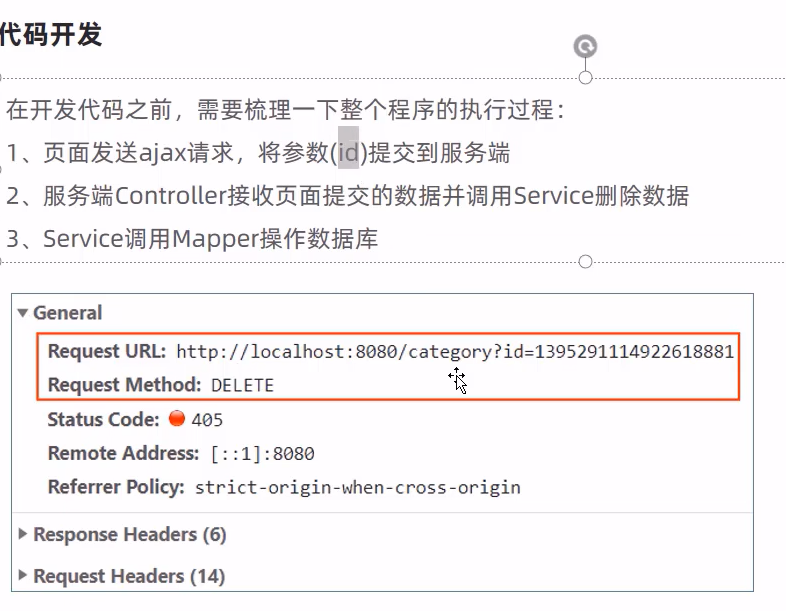 代码开发
在开发代码之前，需要梳理一下整个程序的执行过程：
1、页面发送ajax请求，将参数(id)提交到服务端
2、服务端Controller接收页面提交的数据并调用Service删除数据
3、Service调用Mapper操作数据库
General
Request URL: http://localhost:8080/category?id=1395291114922618881
Request Method: DELETE
Status Code: 405
Remote Address: [::1]:8080
Referrer Policy: strict-origin-when-cross-origin
Response Headers (6)
Request Headers (14)